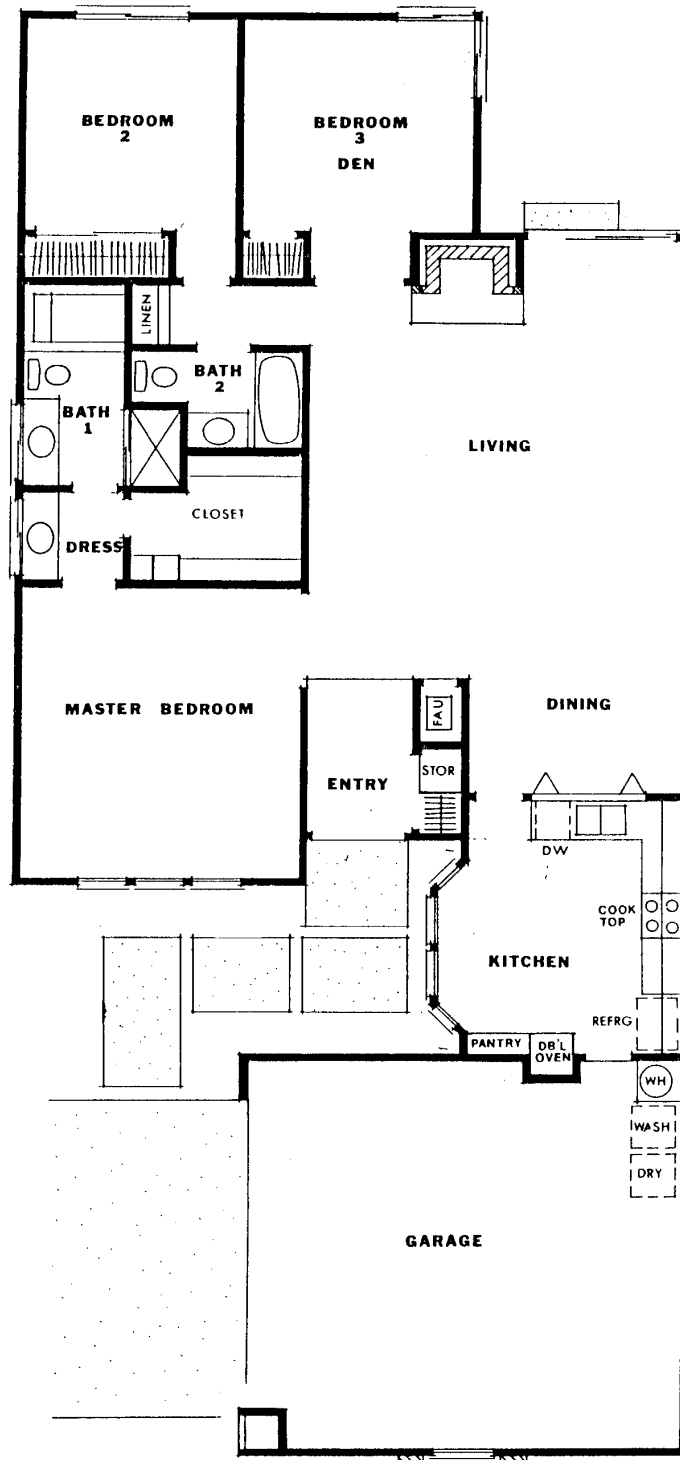 BEDROOM
2
BEDROOM
3
DEN
LINEN
BATH
2
BATH
1
LIVING
CLOSET
DRESS
MASTER BEDROOM
FAU
DINING
STOR
ENTRY
DW
COOK
TOP
KITCHEN
REFRG
PANTRY
DB'L
OVEN
WH
WASH
DRY
GARAGE